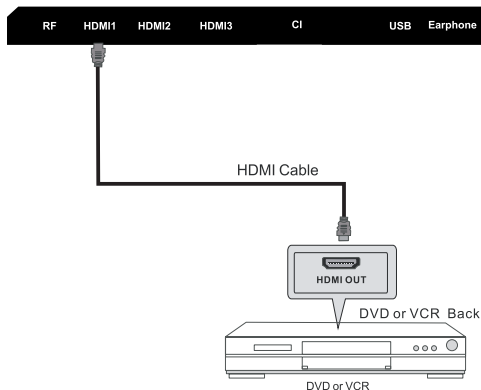 RF HDMI1 HDMI2 HDMI3 CI USB Earphone
HDMI Cable
HDMI OUT
DVD or VCR Back
DVD or VCR